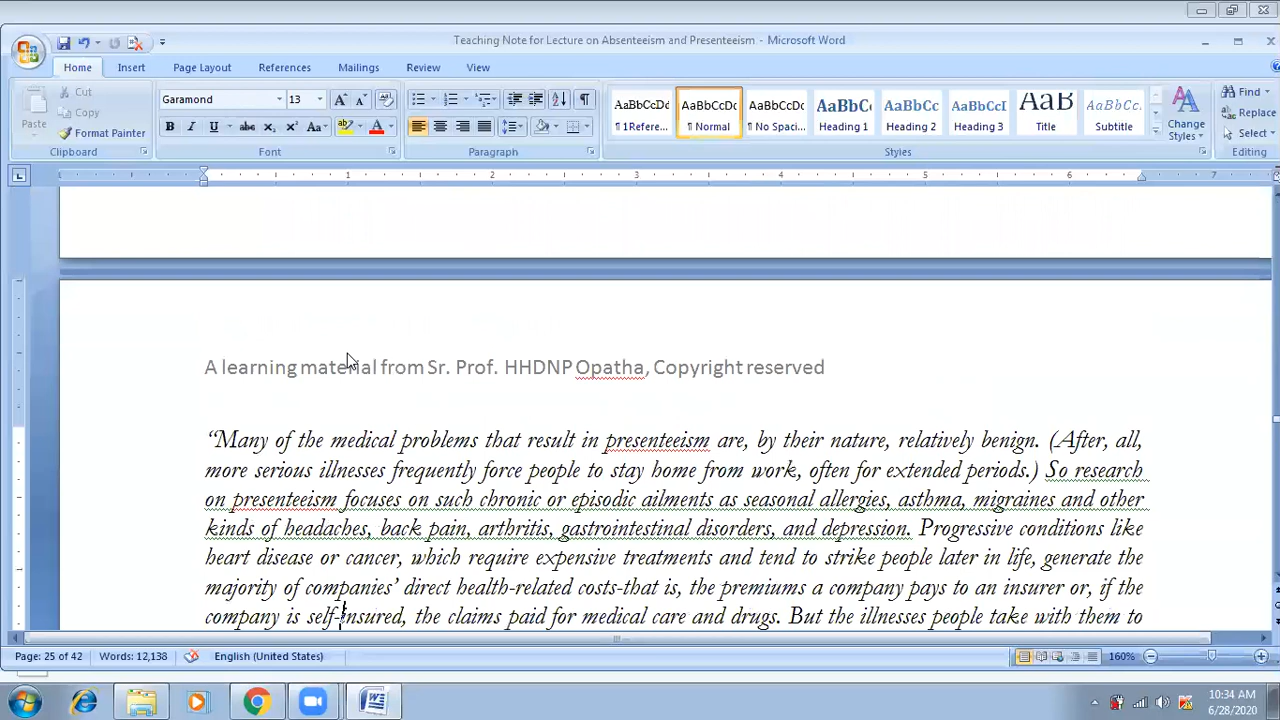 Teaching Note for Lecture on Absenteeism and Presenteeism - Microsoft Word
Home Insert Page Layout References Mailings Review View
Cut
Copy
Paste
Format Painter
Clipboard
Garamond 13
Font
Paragraph
AaBbCcDd AaBbCcDc AaBbCcDc AaBbC AaBbCc AaBbCcI AaB AaBbCc.
¶ 1Refere... ¶ Normal ¶ No Spaci... Heading 1 Heading 2 Heading 3 Title Subtitle
Change
Styles
Styles
Find
Replace
Select
Editing
1 2 3 4 5 6 7
A learning material from Sr. Prof. HHDNP Opatha, Copyright reserved
“Many of the medical problems that result in presenteeism are, by their nature, relatively benign. (After, all,
more serious illnesses frequently force people to stay home from work, often for extended periods.) So research
on presenteeism focuses on such chronic or episodic ailments as seasonal allergies, asthma, migraines and other
kinds of headaches, back pain, arthritis, gastrointestinal disorders, and depression. Progressive conditions like
heart disease or cancer, which require expensive treatments and tend to strike people later in life, generate the
majority of companies’ direct health-related costs-that is, the premiums a company pays to an insurer or, if the
company is self-insured, the claims paid for medical care and drugs. But the illnesses people take with them to
Page: 25 of 42 Words: 12,138 English (United States) 160%
10:34 AM
6/28/2020